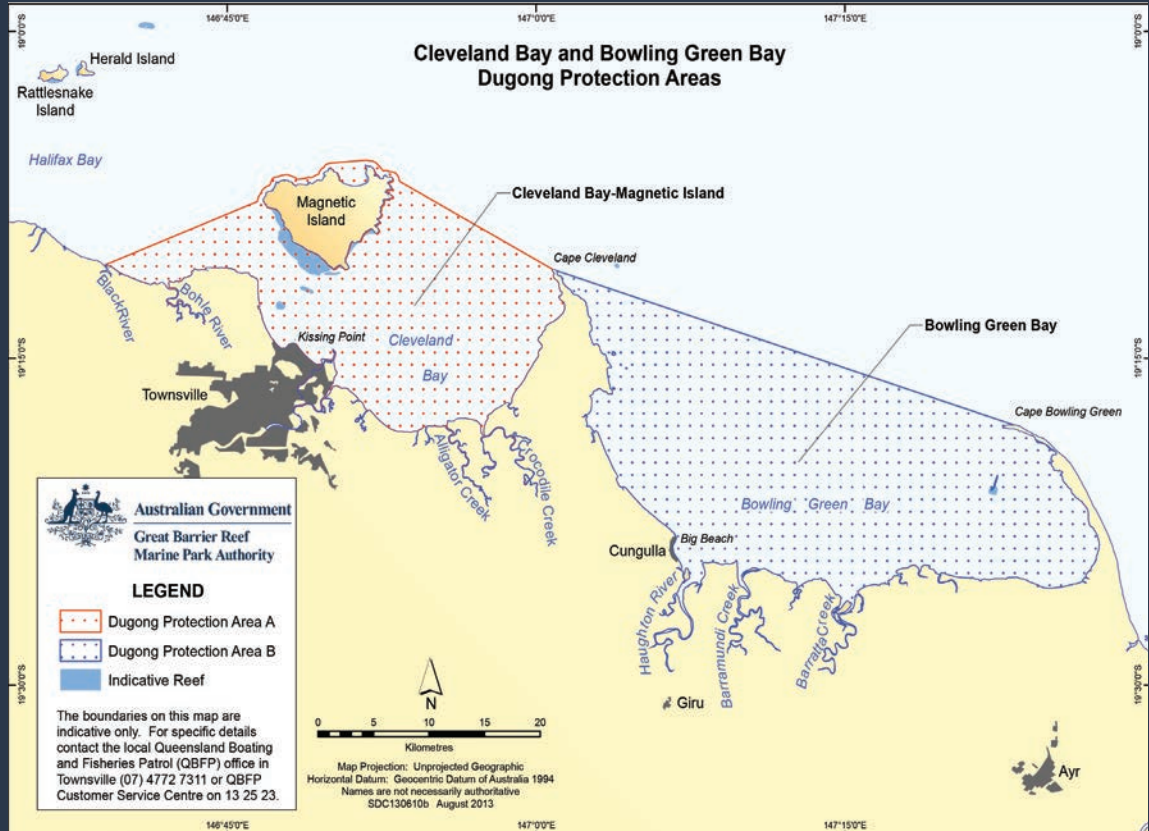 146°45'0"E
147°0'0"E
147°15'0"E
19°0'0"S
19°0'0"S
Cleveland Bay and Bowling Green Bay
Dugong Protection Areas
Herald Island
Rattlesnake
Island
Halifax Bay
Magnetic
Island
Cleveland Bay-Magnetic Island
Cape Cleveland
Black River
Bohle River
Bowling Green Bay
Kissing Point
Cleveland
Bay
19°15'0"S
19°15'0"S
Townsville
Cape Bowling Green
Alligator Creek
Crocodile Creek
Bowling Green Bay
Cungulla
Big Beach
Haughton River
Barramundi Creek
Barratta Creek
Giru
Ayr
19°30'0"S
19°30'0"S
Australian Government
Great Barrier Reef
Marine Park Authority
LEGEND
Dugong Protection Area A
Dugong Protection Area B
Indicative Reef
The boundaries on this map are
indicative only. For specific details
contact the local Queensland Boating
and Fisheries Patrol (QBFP) office in
Townsville (07) 4772 7311 or QBFP
Customer Service Centre on 13 25 23.
N
0 5 10 15 20
Kilometres
Map Projection: Unprojected Geographic
Horizontal Datum: Geocentric Datum of Australia 1994
Names are not necessarily authoritative
SDC130610b August 2013
146°45'0"E
147°0'0"E
147°15'0"E